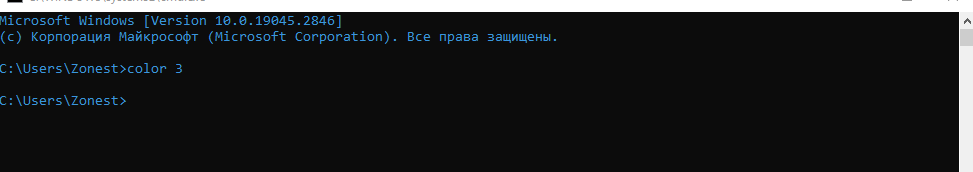 Microsoft Windows [Version 10.0.19045.2846]
(c) Корпорация Майкрософт (Microsoft Corporation). Все права защищены.
C:\Users\Zonest>color 3
C:\Users\Zonest>